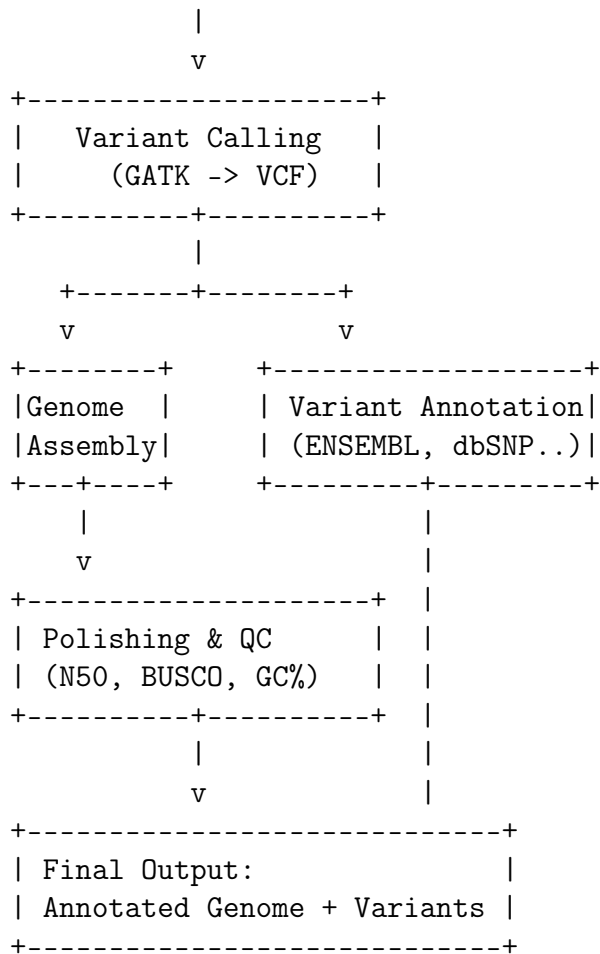 |
v
+---------------------+
|   Variant Calling   |
|     (GATK -> VCF)   |
+----------+----------+
           |
   +-------+--------+
   v                v
+--------+     +-------------------+
|Genome  |     | Variant Annotation|
|Assembly|     | (ENSEMBL, dbSNP..)|
+---+----+     +---------+---------+
    |                    |
    v                    |
+---------------------+  |
| Polishing & QC      |  |
| (N50, BUSCO, GC%)   |  |
+----------+----------+  |
           |             |
           v             |
+-----------------------------+
| Final Output:               |
| Annotated Genome + Variants |
+-----------------------------+